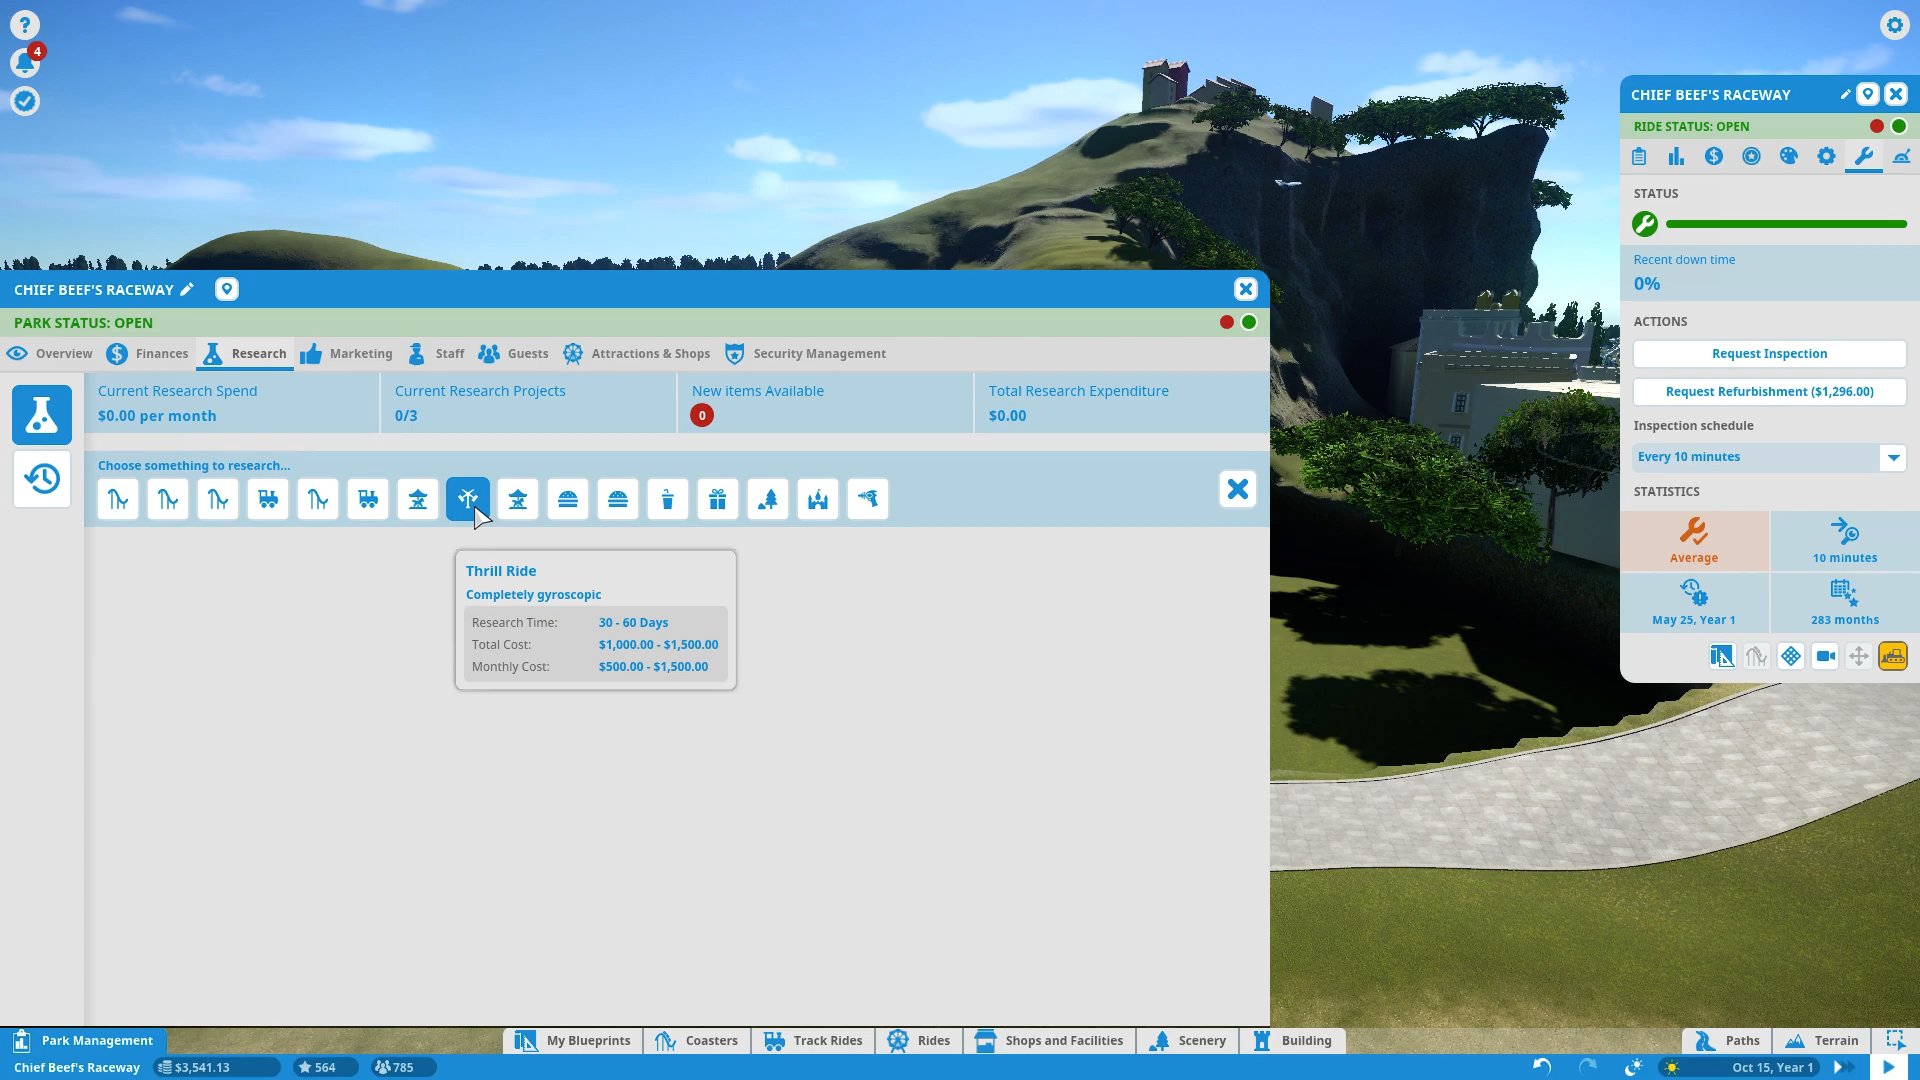 ?
4
CHIEF BEEF'S RACEWAY
PARK STATUS: OPEN
Overview
Finances
Research
Marketing
Staff
Guests
Attractions & Shops
Security Management
Current Research Spend
$0.00 per month
Current Research Projects
0/3
New items Available
0
Total Research Expenditure
$0.00
Choose something to research...
Thrill Ride
Completely gyroscopic
Research Time: 30 - 60 Days
Total Cost: $1,000.00 - $1,500.00
Monthly Cost: $500.00 - $1,500.00
CHIEF BEEF'S RACEWAY
RIDE STATUS: OPEN
STATUS
Recent down time
0%
ACTIONS
Request Inspection
Request Refurbishment ($1,296.00)
Inspection schedule
Every 10 minutes
STATISTICS
Average
10 minutes
May 25, Year 1
283 months
Park Management
My Blueprints
Coasters
Track Rides
Rides
Shops and Facilities
Scenery
Building
Paths
Terrain
Chief Beef's Raceway
$3,541.13
564
785
Oct 15, Year 1